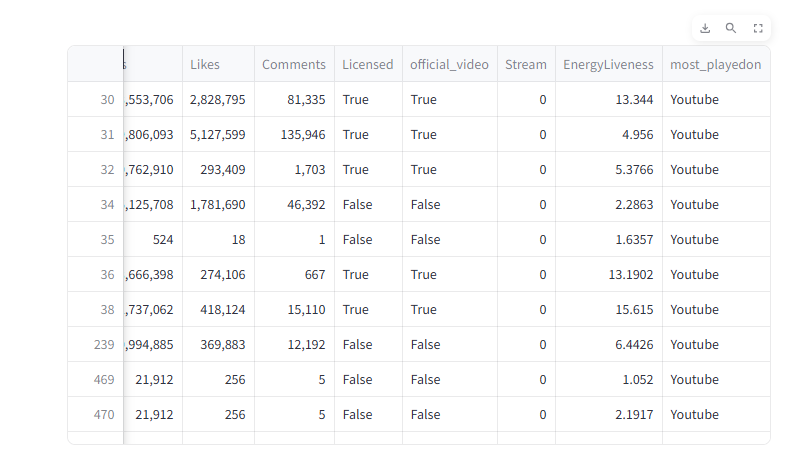 s Likes Comments Licensed official_video Stream EnergyLiveness most_playedon
30 ,553,706 2,828,795 81,335 True True 0 13.344 Youtube
31 ,806,093 5,127,599 135,946 True True 0 4.956 Youtube
32 ,762,910 293,409 1,703 True True 0 5.3766 Youtube
34 ,125,708 1,781,690 46,392 False False 0 2.2863 Youtube
35 524 18 1 False False 0 1.6357 Youtube
36 ,666,398 274,106 667 True True 0 13.1902 Youtube
38 ,737,062 418,124 15,110 True True 0 15.615 Youtube
239 ,994,885 369,883 12,192 False False 0 6.4426 Youtube
469 21,912 256 5 False False 0 1.052 Youtube
470 21,912 256 5 False False 0 2.1917 Youtube